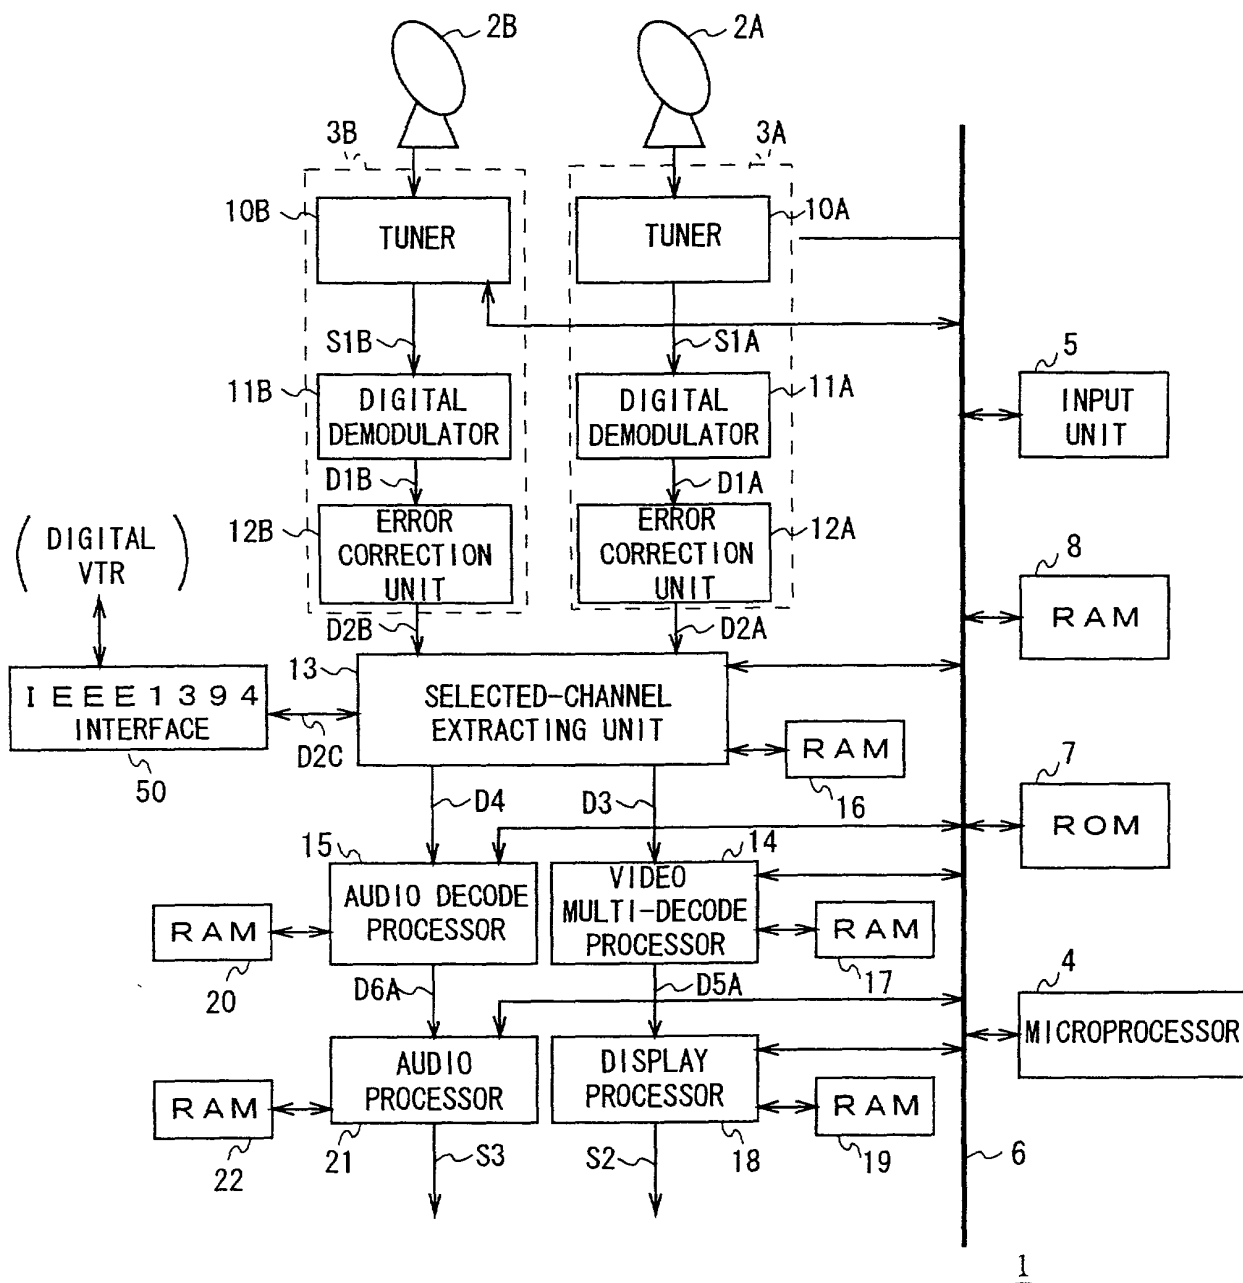 2B
2A
3B
3A
10B
TUNER
TUNER
10A
S1B
S1A
5
11B
DIGITAL
DEMODULATOR
DIGITAL
DEMODULATOR
11A
INPUT
UNIT
D1B
D1A
(DIGITAL
VTR)
12B
ERROR
CORRECTION
UNIT
ERROR
CORRECTION
UNIT
12A
8
RAM
D2B
D2A
13
IEEE1394
INTERFACE
SELECTED-CHANNEL
EXTRACTING UNIT
D2C
50
RAM
16
7
ROM
D4
D3
15
14
AUDIO DECODE
PROCESSOR
VIDEO
MULTI-DECODE
PROCESSOR
RAM
20
RAM
17
D6A
D5A
4
MICROPROCESSOR
AUDIO
PROCESSOR
DISPLAY
PROCESSOR
RAM
22
RAM
19
21
S3
S2
18
6
1